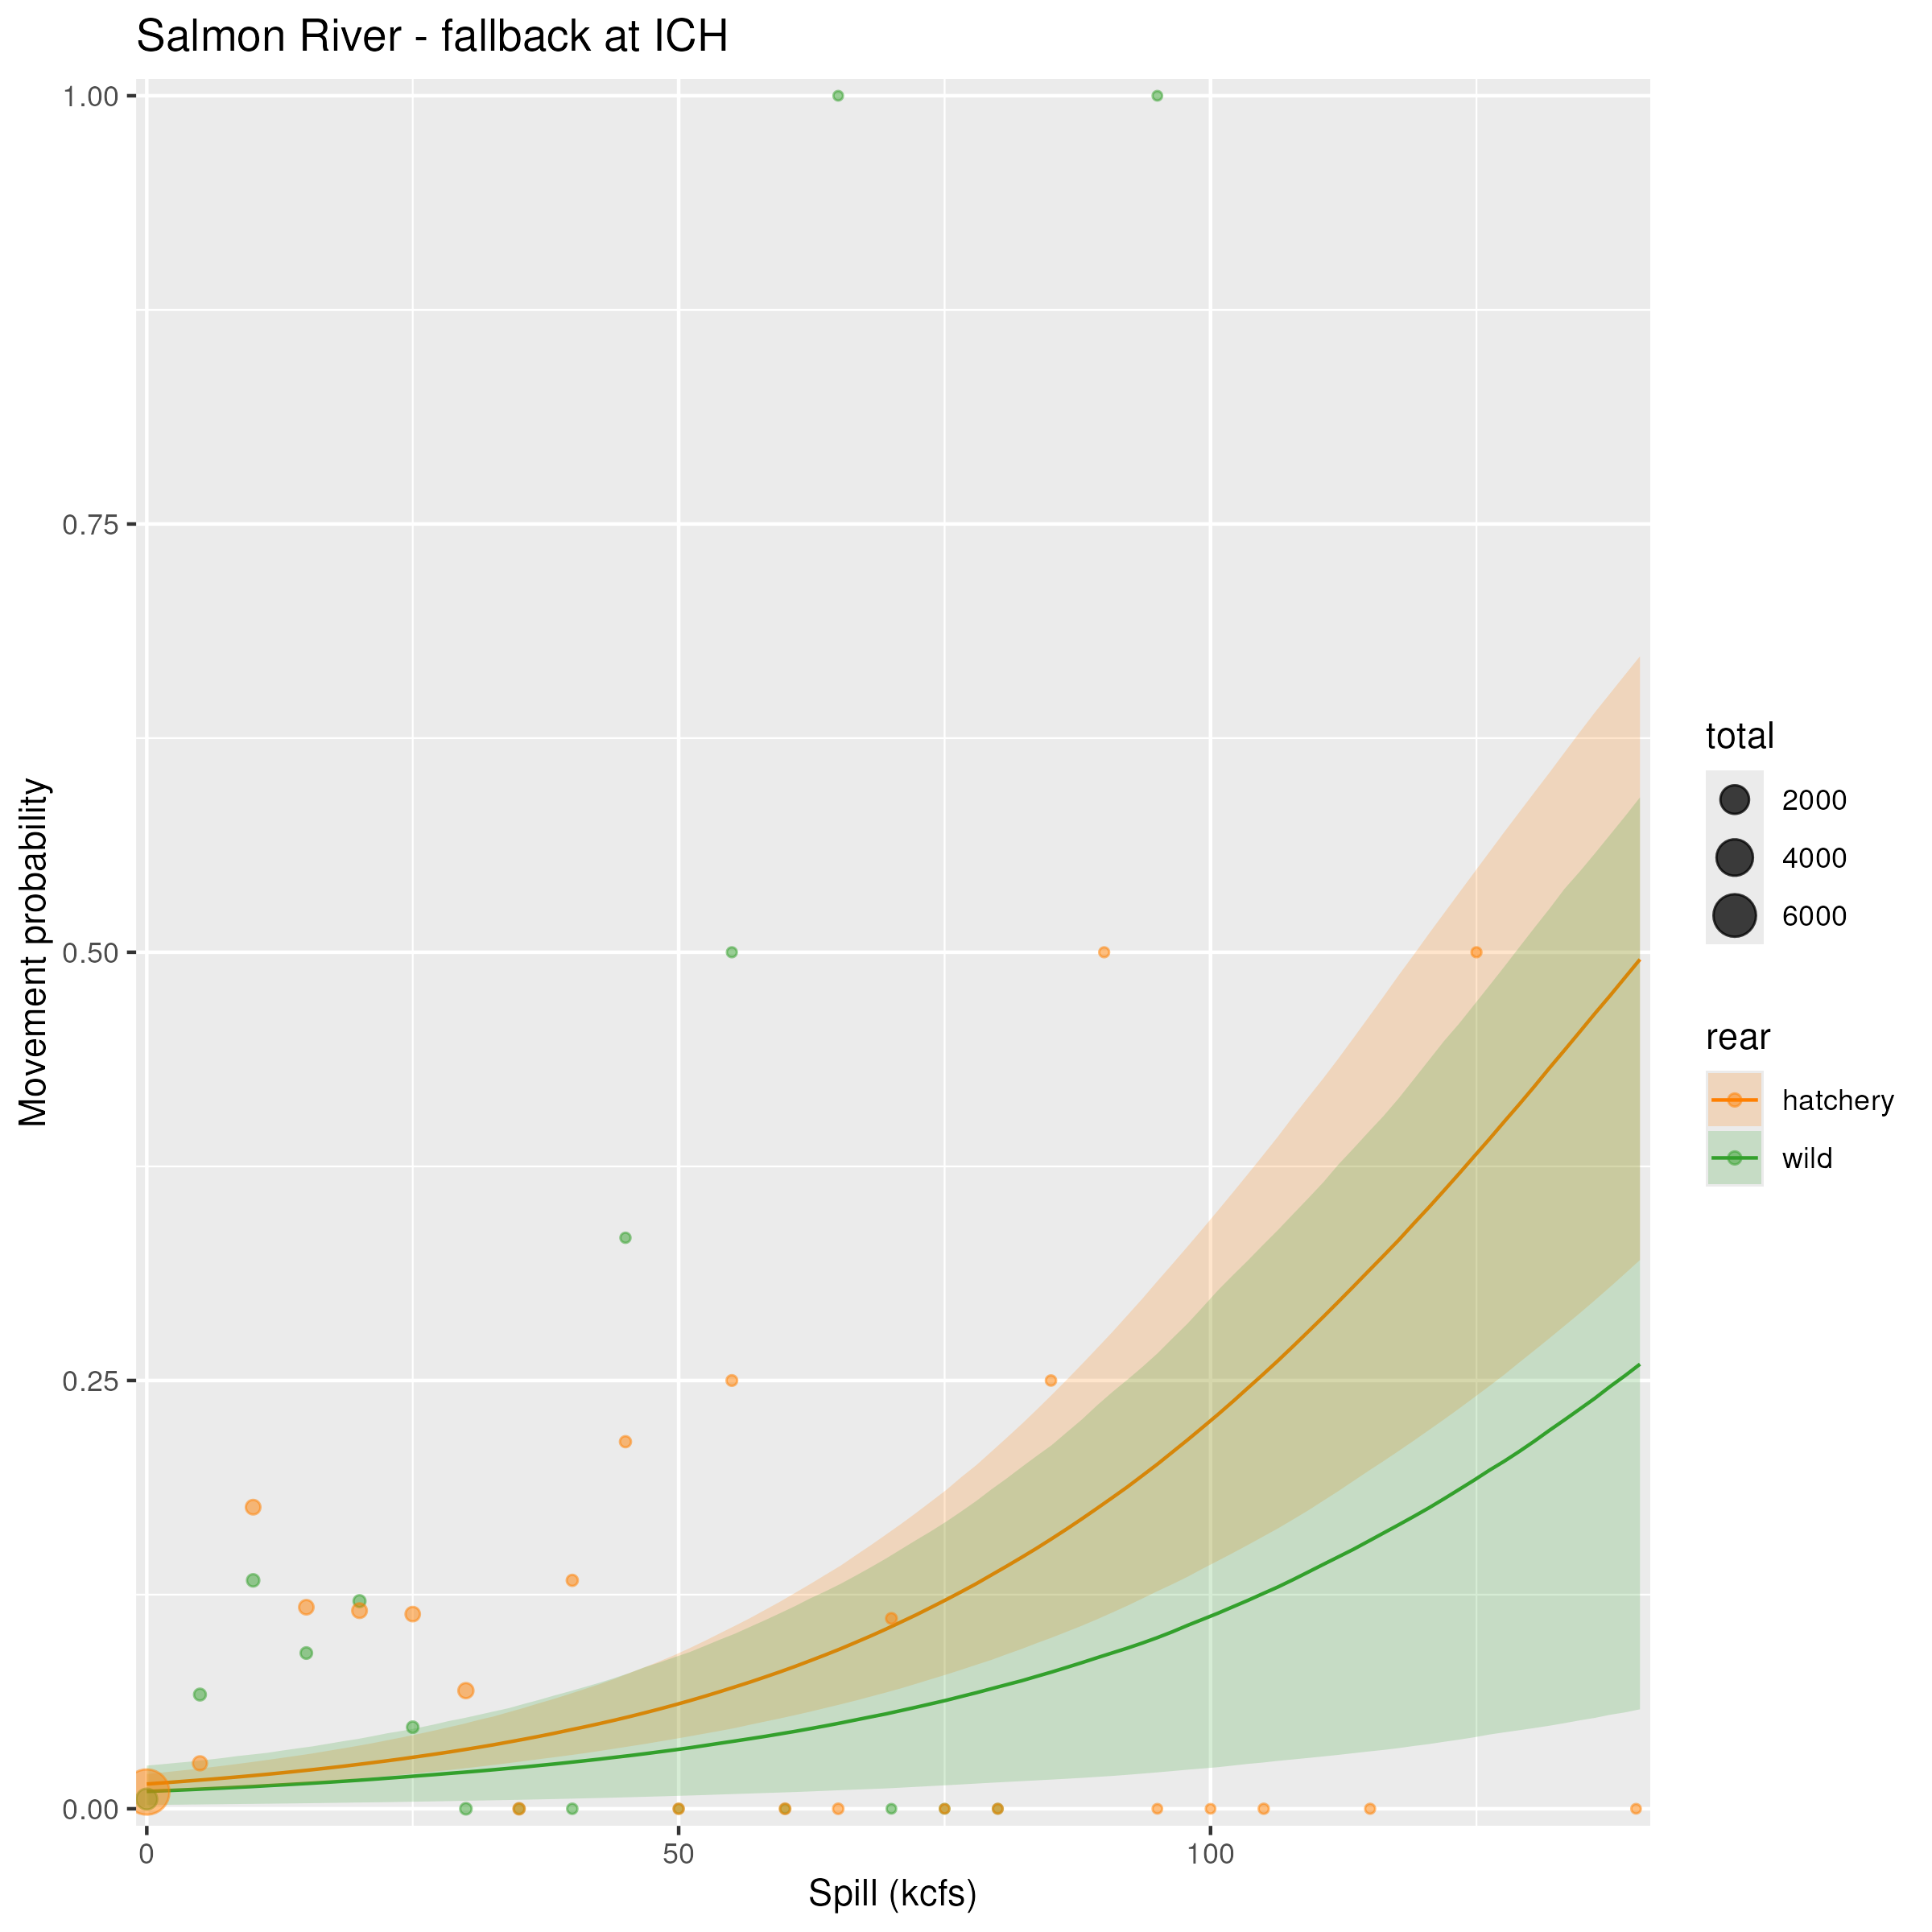 Salmon River - fallback at ICH
1.00
0.75
0.50
0.25
0.00
Movement probability
0
50
100
Spill (kcfs)
total
2000
4000
6000
rear
hatchery
wild